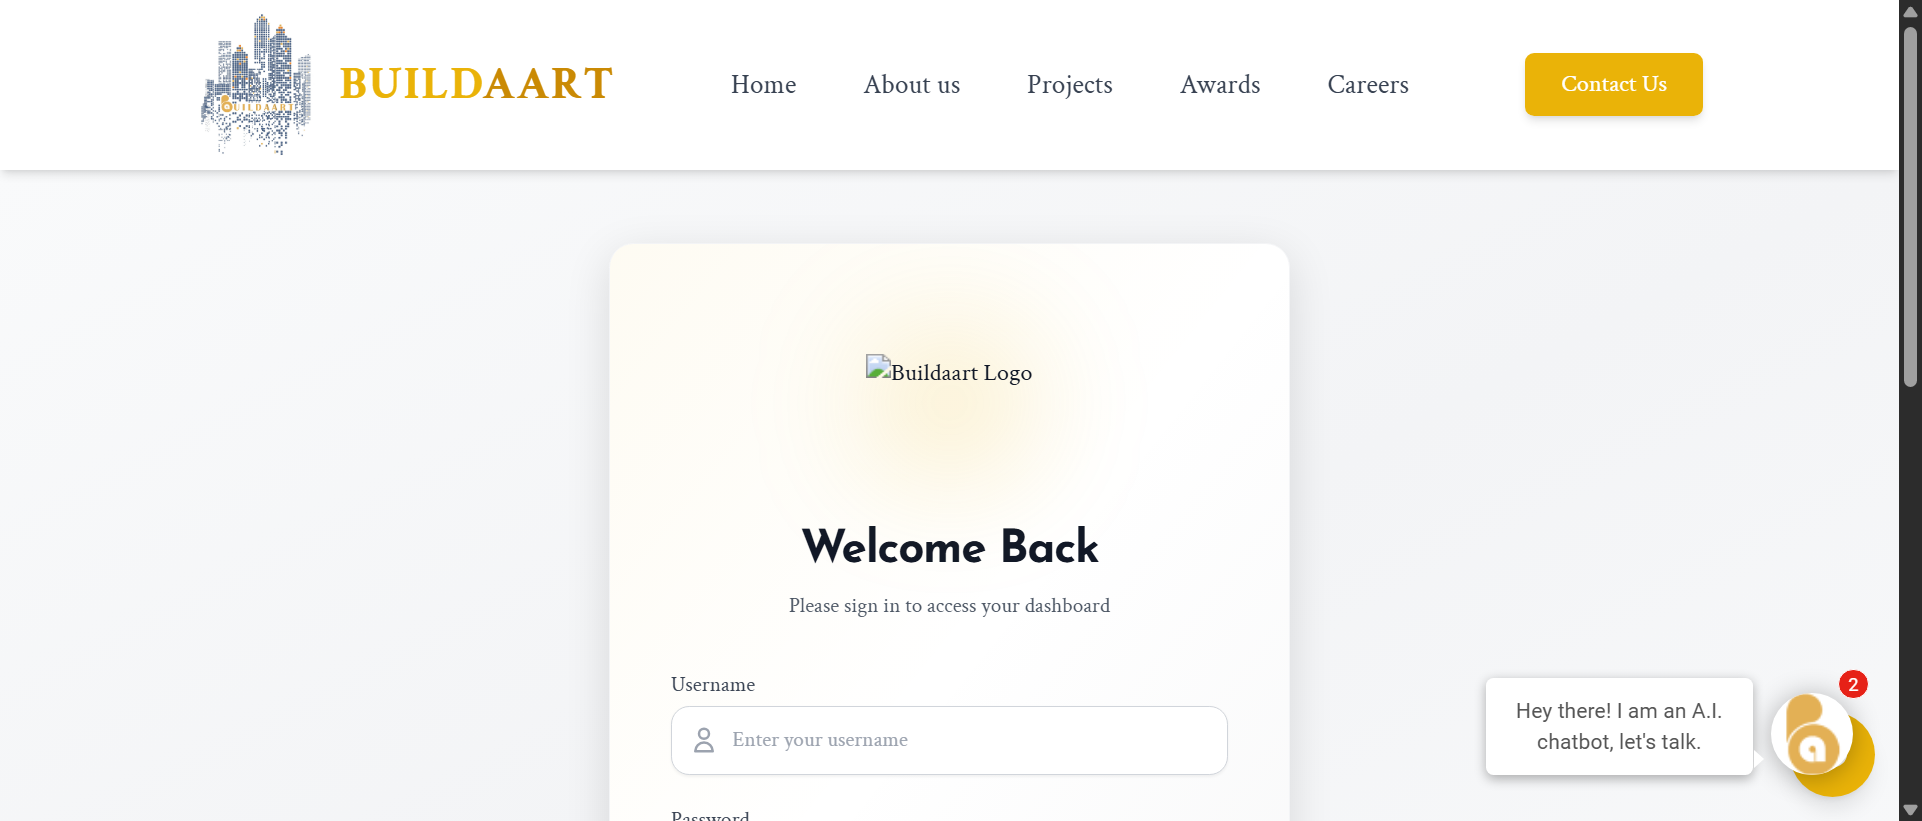 BUILDAART
BUILDAART
Home
About us
Projects
Awards
Careers
Contact Us
Buildaart Logo
Welcome Back
Please sign in to access your dashboard
Username
Enter your username
Password
Hey there! I am an A.I.
chatbot, let's talk.
2
ba